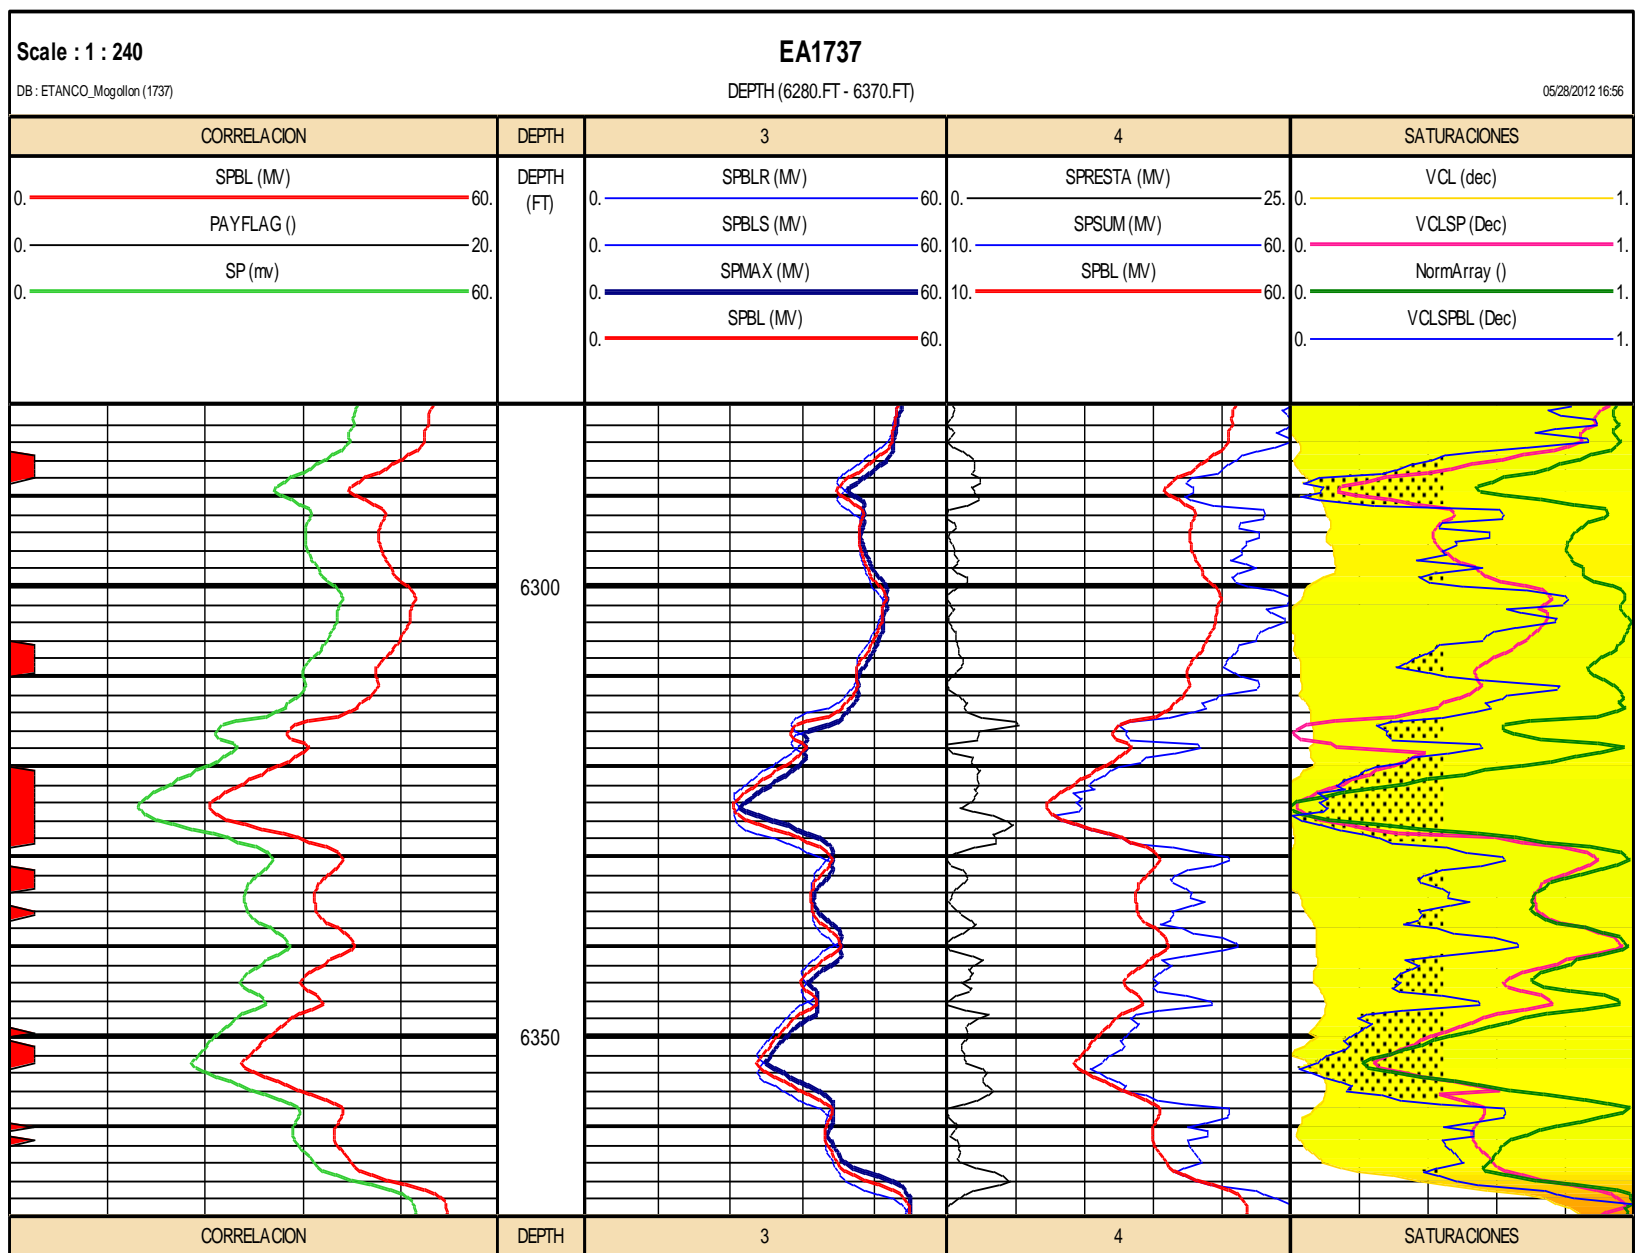 Scale : 1 : 240
EA1737
DB : ETANCO_Mogollon (1737)
DEPTH (6280.FT - 6370.FT)
05/28/2012 16:56
CORRELACION DEPTH 3 4 SATURACIONES
SPBL (MV)
0. 60.
PAYFLAG ()
0. 20.
SP (mv)
0. 60.
DEPTH
(FT)
SPBLR (MV)
0. 60.
SPBLS (MV)
0. 60.
SPMAX (MV)
0. 60.
SPBL (MV)
0. 60.
SPRESTA (MV)
0. 25.
SPSUM (MV)
10. 60.
SPBL (MV)
10. 60.
VCL (dec)
0. 1.
VCLSP (Dec)
0. 1.
NormArray ()
0. 1.
VCLSPBL (Dec)
0. 1.
6300
6350
CORRELACION DEPTH 3 4 SATURACIONES